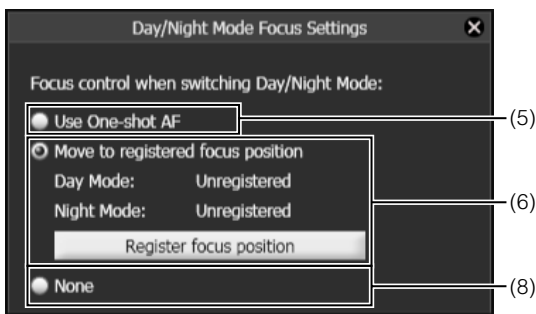 Day/Night Mode Focus Settings
Focus control when switching Day/Night Mode:
Use One-shot AF
(5)
Move to registered focus position
Day Mode: Unregistered
(6)
Night Mode: Unregistered
Register focus position
None
(8)